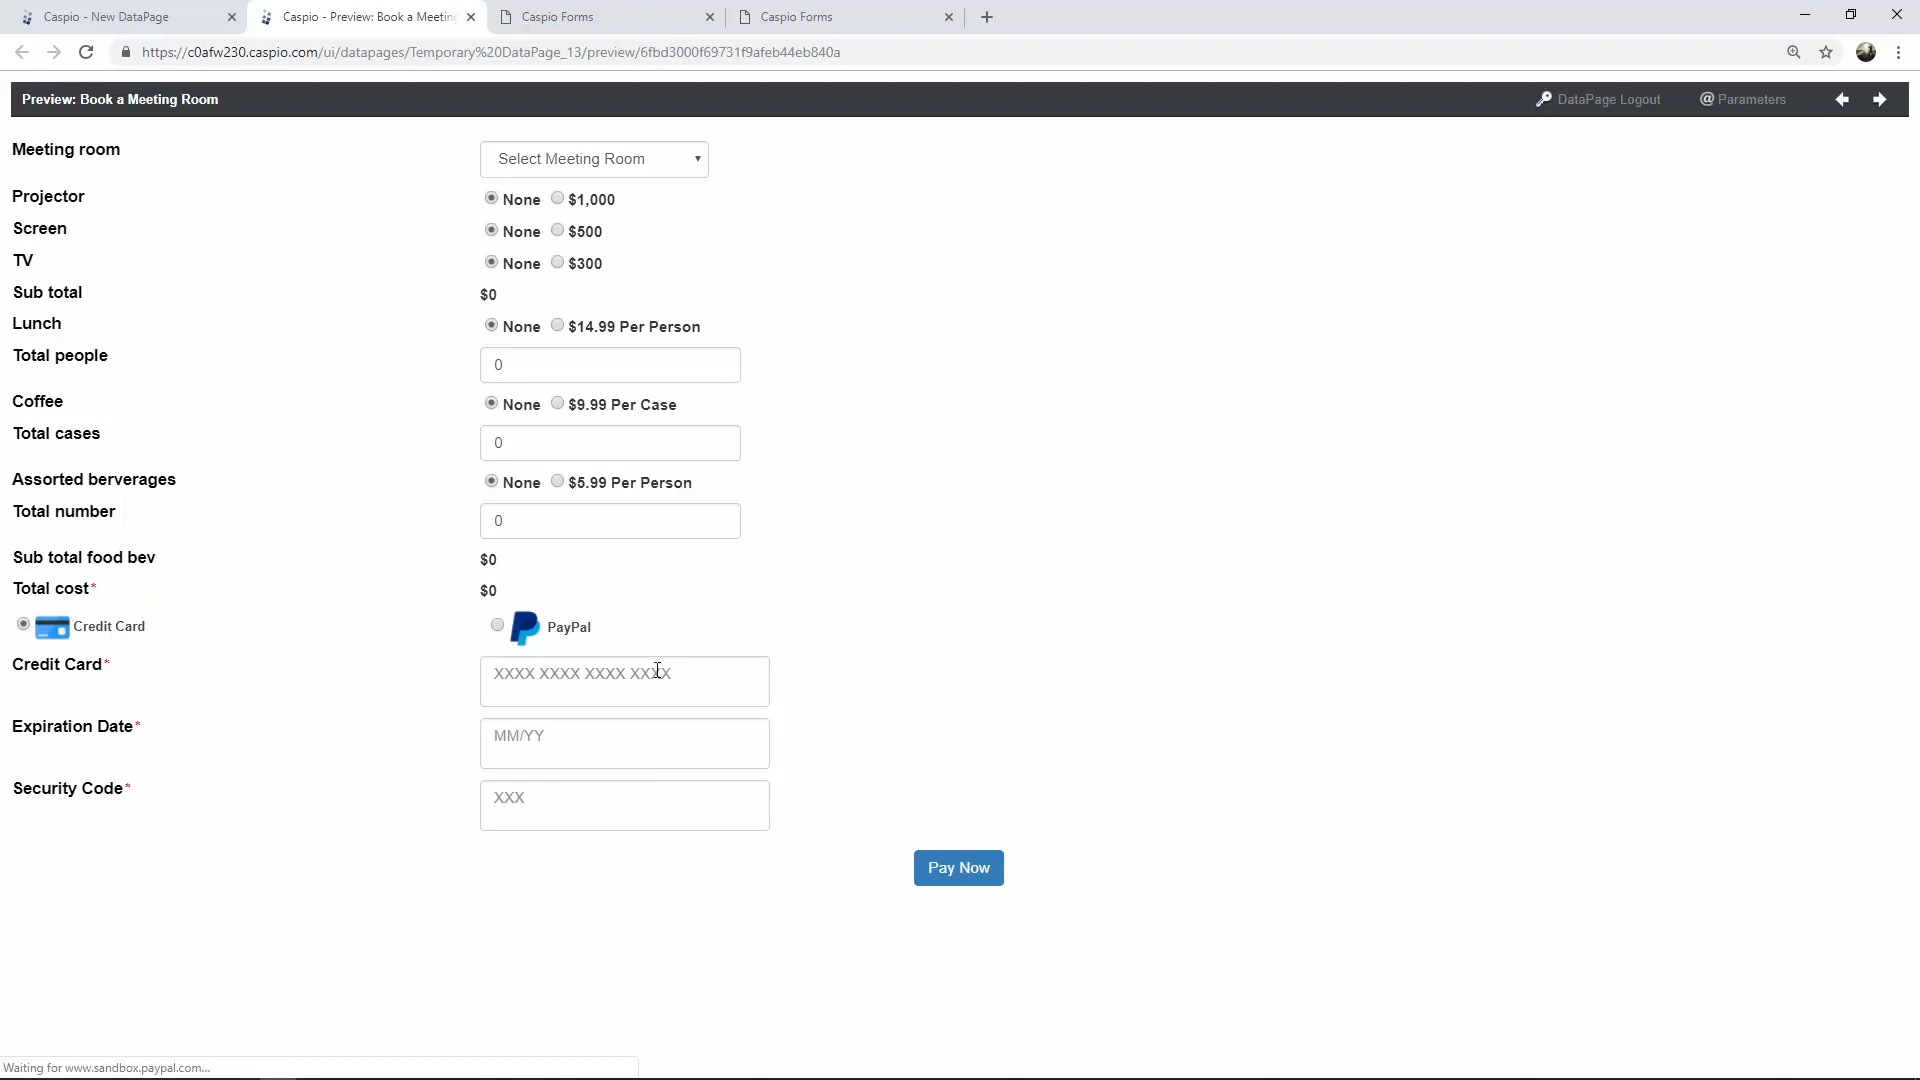 Caspio - New DataPage
Caspio - Preview: Book a Meetin
Caspio Forms
Caspio Forms
https://c0afw230.caspio.com/ui/datapages/Temporary%20DataPage_13/preview/6fbd3000f69731f9afeb44eb840a
Preview: Book a Meeting Room
DataPage Logout
@ Parameters
Meeting room
Select Meeting Room
Projector
None $1,000
Screen
None $500
TV
None $300
Sub total
$0
Lunch
None $14.99 Per Person
Total people
0
Coffee
None $9.99 Per Case
Total cases
0
Assorted berverages
None $5.99 Per Person
Total number
0
Sub total food bev
$0
Total cost*
$0
Credit Card
PayPal
Credit Card*
XXXX XXXX XXXX XXXX
Expiration Date*
MM/YY
Security Code*
XXX
Pay Now
Waiting for www.sandbox.paypal.com...